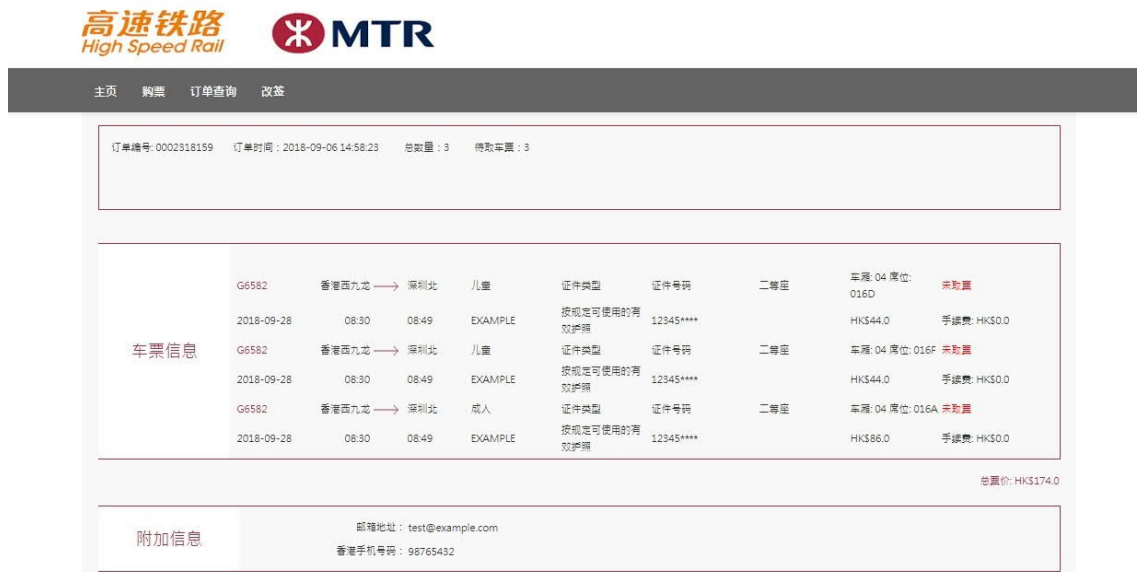 高速铁路
High Speed Rail
MTR
主页 购票 订单查询 改签
订单编号: 0002318159 订单时间 : 2018-09-06 14:58:23 总数量 : 3 待取车票 : 3
车票信息
G6582 香港西九龙 → 深圳北 儿童 证件类型 证件号码 二等座 车厢: 04 席位: 016D 未取票
2018-09-28 08:30 08:49 EXAMPLE 按规定可使用的有效护照 12345**** HK$44.0 手续费: HK$0.0
G6582 香港西九龙 → 深圳北 儿童 证件类型 证件号码 二等座 车厢: 04 席位: 016F 未取票
2018-09-28 08:30 08:49 EXAMPLE 按规定可使用的有效护照 12345**** HK$44.0 手续费: HK$0.0
G6582 香港西九龙 → 深圳北 成人 证件类型 证件号码 二等座 车厢: 04 席位: 016A 未取票
2018-09-28 08:30 08:49 EXAMPLE 按规定可使用的有效护照 12345**** HK$86.0 手续费: HK$0.0
总票价: HK$174.0
附加信息
邮箱地址 : test@example.com
香港手机号码 : 98765432